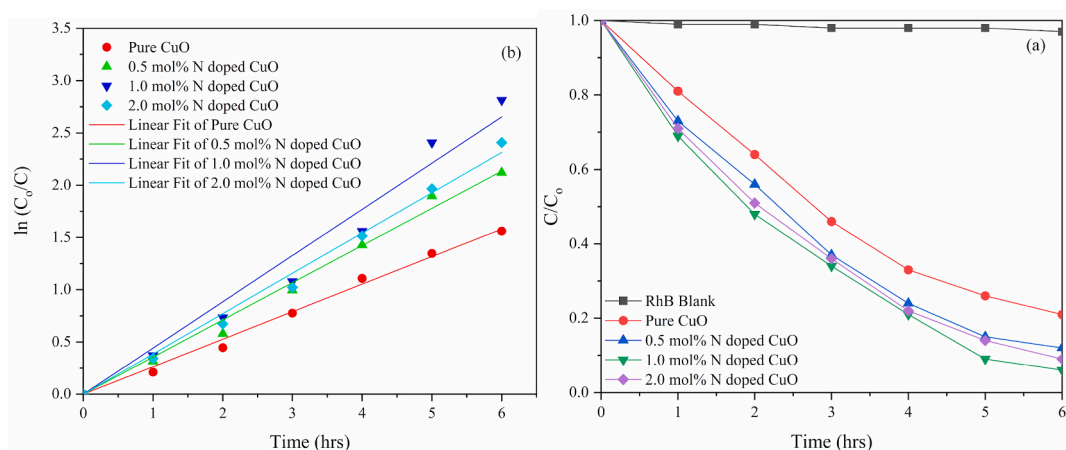 3.5
3.0
2.5
2.0
1.5
1.0
0.5
0.0
ln (C₀/C)
(b)
Pure CuO
0.5 mol% N doped CuO
1.0 mol% N doped CuO
2.0 mol% N doped CuO
Linear Fit of Pure CuO
Linear Fit of 0.5 mol% N doped CuO
Linear Fit of 1.0 mol% N doped CuO
Linear Fit of 2.0 mol% N doped CuO
0 1 2 3 4 5 6
Time (hrs)
1.0
0.8
0.6
0.4
0.2
0.0
C/Cₒ
(a)
RhB Blank
Pure CuO
0.5 mol% N doped CuO
1.0 mol% N doped CuO
2.0 mol% N doped CuO
0 1 2 3 4 5 6
Time (hrs)